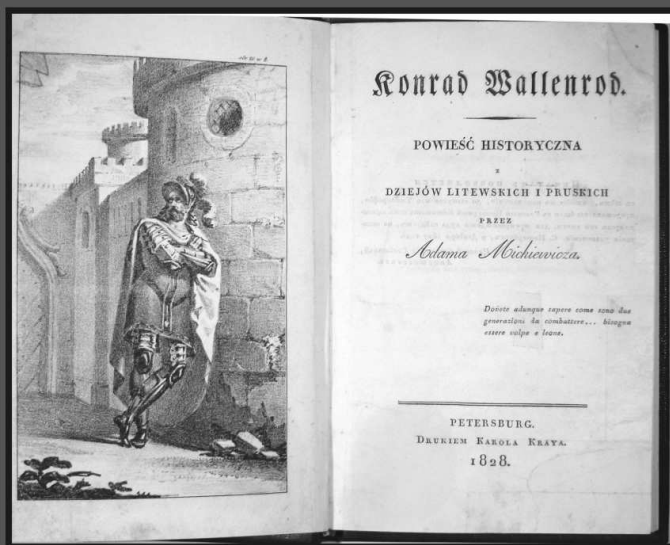 Konrad Wallenrod.
POWIEŚĆ HISTORYCZNA
Z
DZIEJÓW LITEWSKICH I PRUSKICH
PRZEZ
Adama Mickiewicza.
Dovete adunque sapere come sono due
generazioni da combattere... bisogna
essere volpe e leone.
PETERSBURG.
DRUKIEM KAROLA KRAYA.
1828.